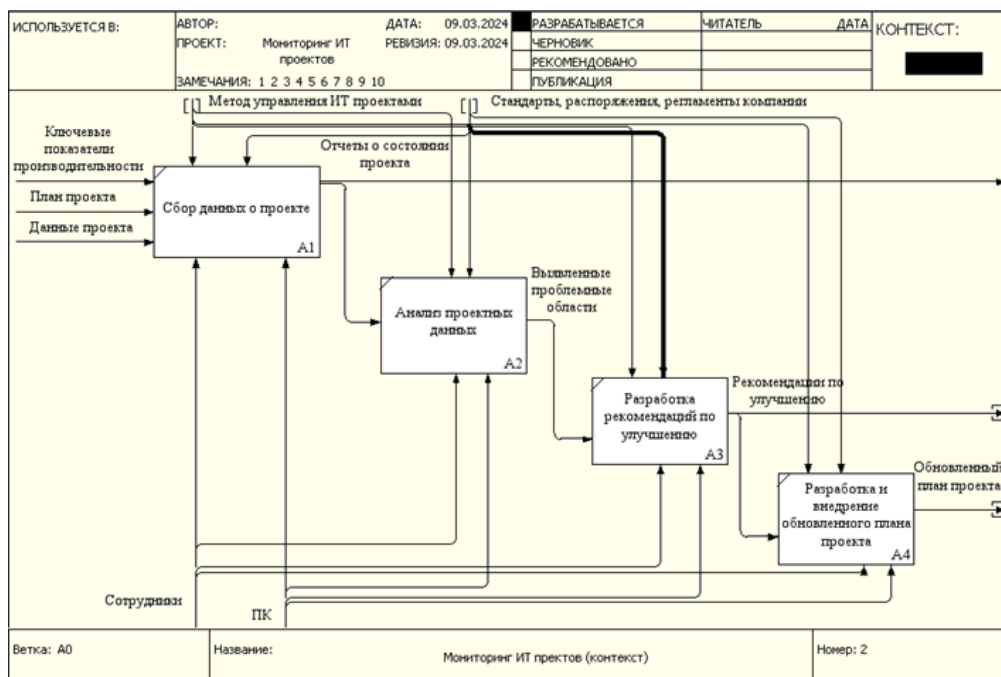 ИСПОЛЬЗУЕТСЯ В:
АВТОР:
ДАТА: 09.03.2024
ПРОЕКТ: Мониторинг ИТ
проектов
РЕВИЗИЯ: 09.03.2024
ЗАМЕЧАНИЯ: 1 2 3 4 5 6 7 8 9 10
РАЗРАБАТЫВАЕТСЯ
ЧЕРНОВИК
РЕКОМЕНДОВАНО
ПУБЛИКАЦИЯ
ЧИТАТЕЛЬ
ДАТА
КОНТЕКСТ:
Метод управления ИТ проектами
Стандарты, распоряжения, регламенты компании
Ключевые
показатели
производительности
План проекта
Данные проекта
Отчеты о состоянии
проекта
Сбор данных о проекте
A1
Анализ проектных
данных
A2
Выявленные
проблемные
области
Разработка
рекомендаций по
улучшению
A3
Рекомендации по
улучшению
Разработка и
внедрение
обновленного плана
проекта
A4
Обновленный
план проекта
Сотрудники
ПК
Ветка: A0
Название:
Мониторинг ИТ пректов (контекст)
Номер: 2